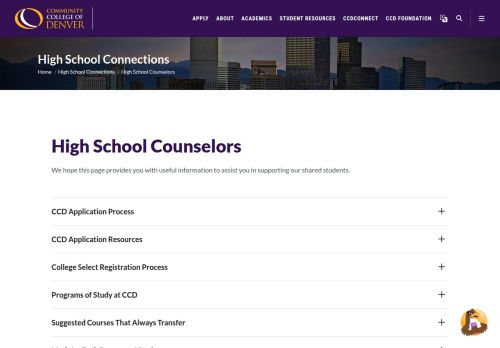 COMMUNITY
COLLEGE OF
DENVER
APPLY ABOUT ACADEMICS STUDENT RESOURCES CCDCONNECT CCD FOUNDATION
High School Connections
Home / High School Connections / High School Counselors
High School Counselors
We hope this page provides you with useful information to assist you in supporting our shared students.
CCD Application Process
CCD Application Resources
College Select Registration Process
Programs of Study at CCD
Suggested Courses That Always Transfer